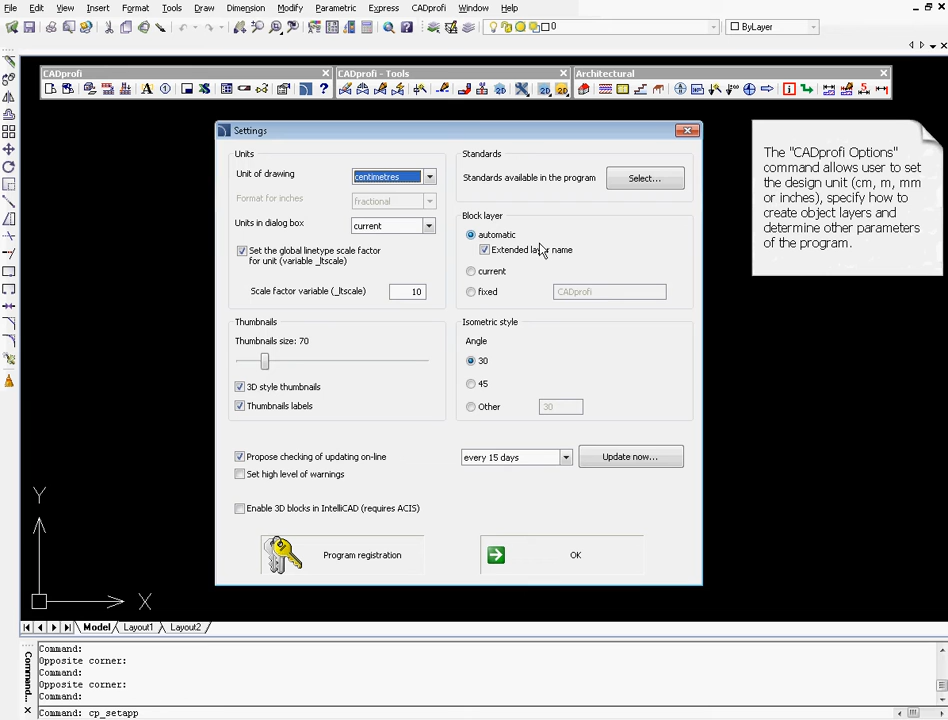 File Edit View Insert Format Tools Draw Dimension Modify Parametric Express CADprofi Window Help
0
ByLayer
CADprofi
CADprofi - Tools
Architectural
Settings
Units
Unit of drawing
centimetres
Format for inches
fractional
Units in dialog box
current
Set the global linetype scale factor
for unit (variable _ltscale)
Scale factor variable (_ltscale)
10
Thumbnails
Thumbnails size: 70
3D style thumbnails
Thumbnails labels
Standards
Standards available in the program
Select...
Block layer
automatic
Extended layer name
current
fixed
CADprofi
Isometric style
Angle
30
45
Other
30
Propose checking of updating on-line
every 15 days
Update now...
Set high level of warnings
Enable 3D blocks in IntelliCAD (requires ACIS)
Program registration
OK
The "CADprofi Options"
command allows user to set
the design unit (cm, m, mm
or inches), specify how to
create object layers and
determine other parameters
of the program.
Y
X
Model Layout1 Layout2
Command:
Opposite corner:
Command:
Opposite corner:
Command:
Command: cp_setapp
Command...